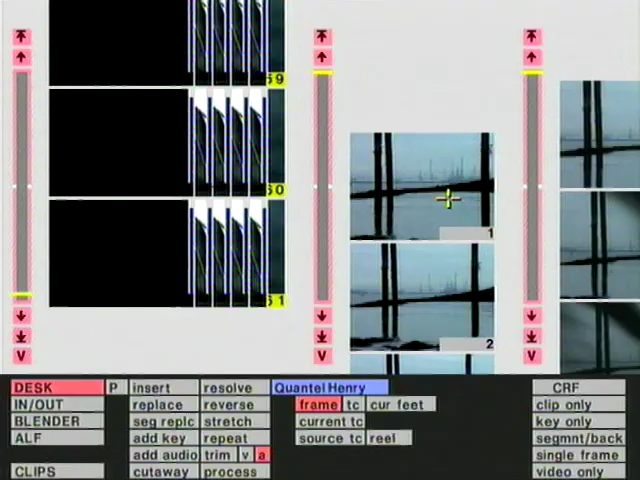 59
60
61
1
2
V V V
DESK P insert resolve Quantel Henry CRF
IN/OUT replace reverse frame tc cur feet clip only
BLENDER seg replc stretch current tc key only
ALF add key repeat source tc reel segmnt/back
add audio trim v a single frame
CLIPS cutaway process video only